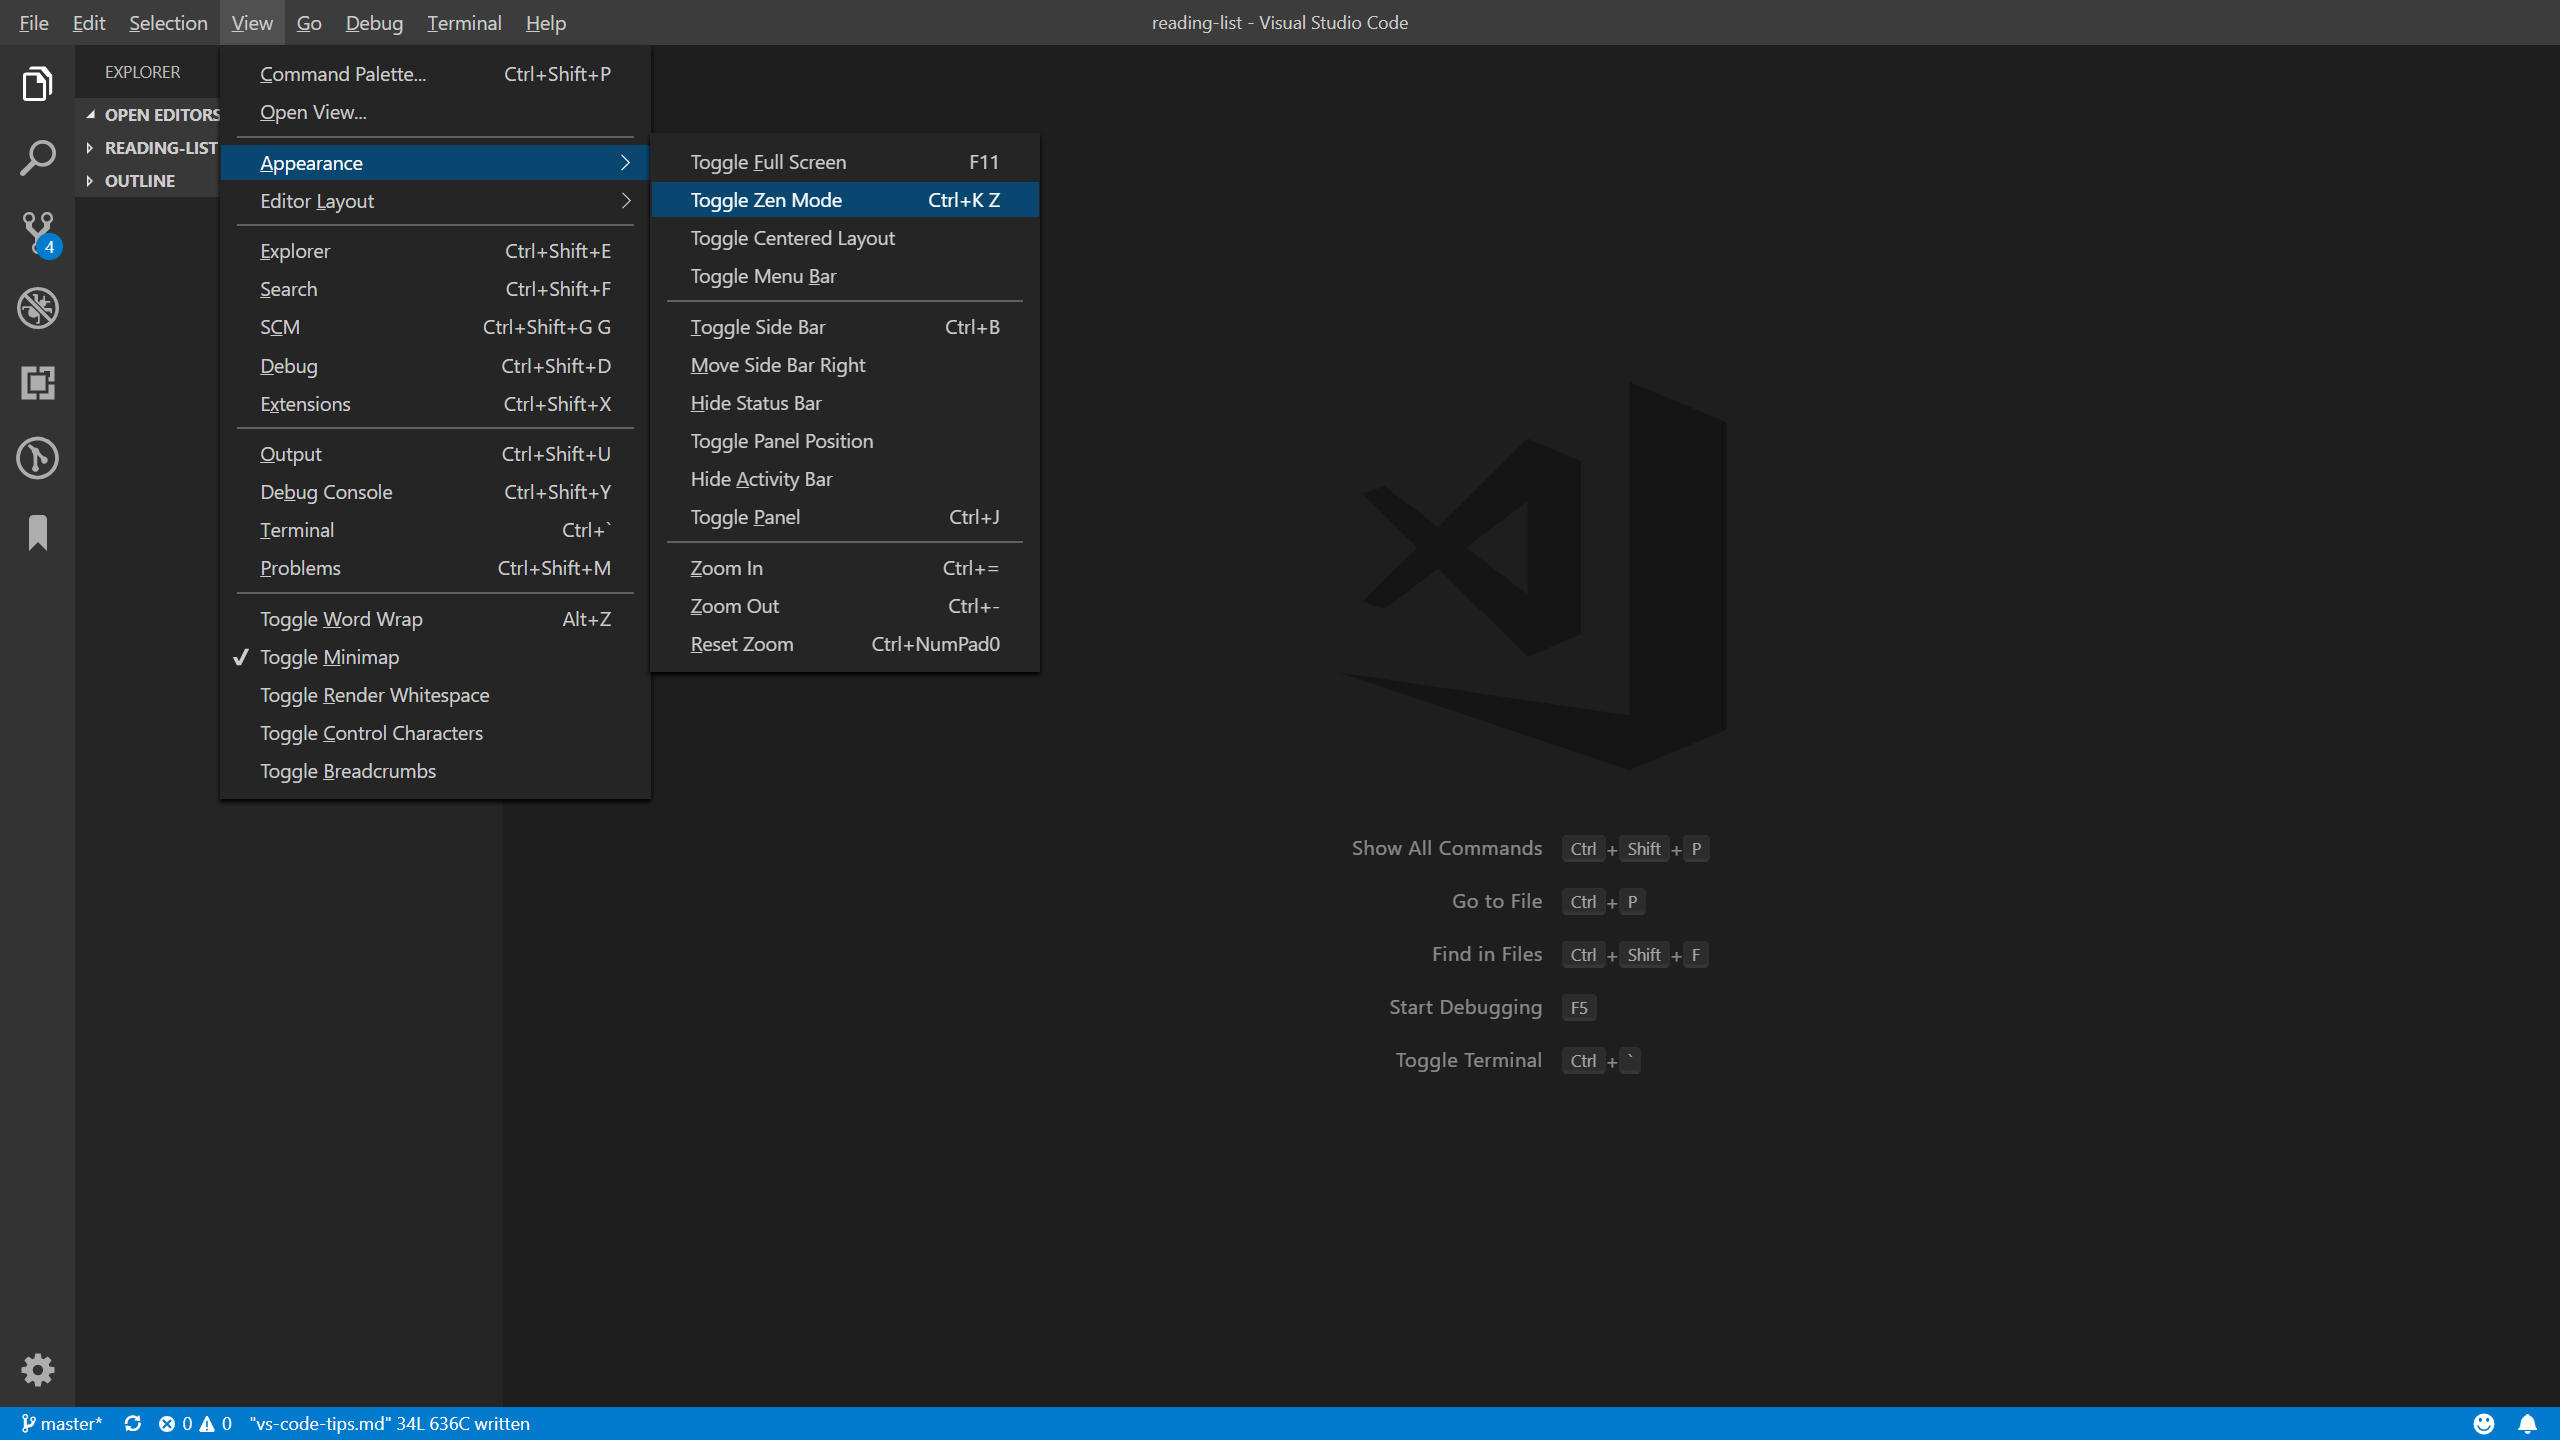 File Edit Selection View Go Debug Terminal Help reading-list - Visual Studio Code
EXPLORER
OPEN EDITORS
READING-LIST
OUTLINE
4
Command Palette... Ctrl+Shift+P
Open View...
Appearance
Editor Layout
Explorer Ctrl+Shift+E
Search Ctrl+Shift+F
SCM Ctrl+Shift+G G
Debug Ctrl+Shift+D
Extensions Ctrl+Shift+X
Output Ctrl+Shift+U
Debug Console Ctrl+Shift+Y
Terminal Ctrl+`
Problems Ctrl+Shift+M
Toggle Word Wrap Alt+Z
Toggle Minimap
Toggle Render Whitespace
Toggle Control Characters
Toggle Breadcrumbs
Toggle Full Screen F11
Toggle Zen Mode Ctrl+K Z
Toggle Centered Layout
Toggle Menu Bar
Toggle Side Bar Ctrl+B
Move Side Bar Right
Hide Status Bar
Toggle Panel Position
Hide Activity Bar
Toggle Panel Ctrl+J
Zoom In Ctrl+=
Zoom Out Ctrl+-
Reset Zoom Ctrl+NumPad0
Show All Commands Ctrl + Shift + P
Go to File Ctrl + P
Find in Files Ctrl + Shift + F
Start Debugging F5
Toggle Terminal Ctrl + `
master* 0 0 "vs-code-tips.md" 34L 636C written